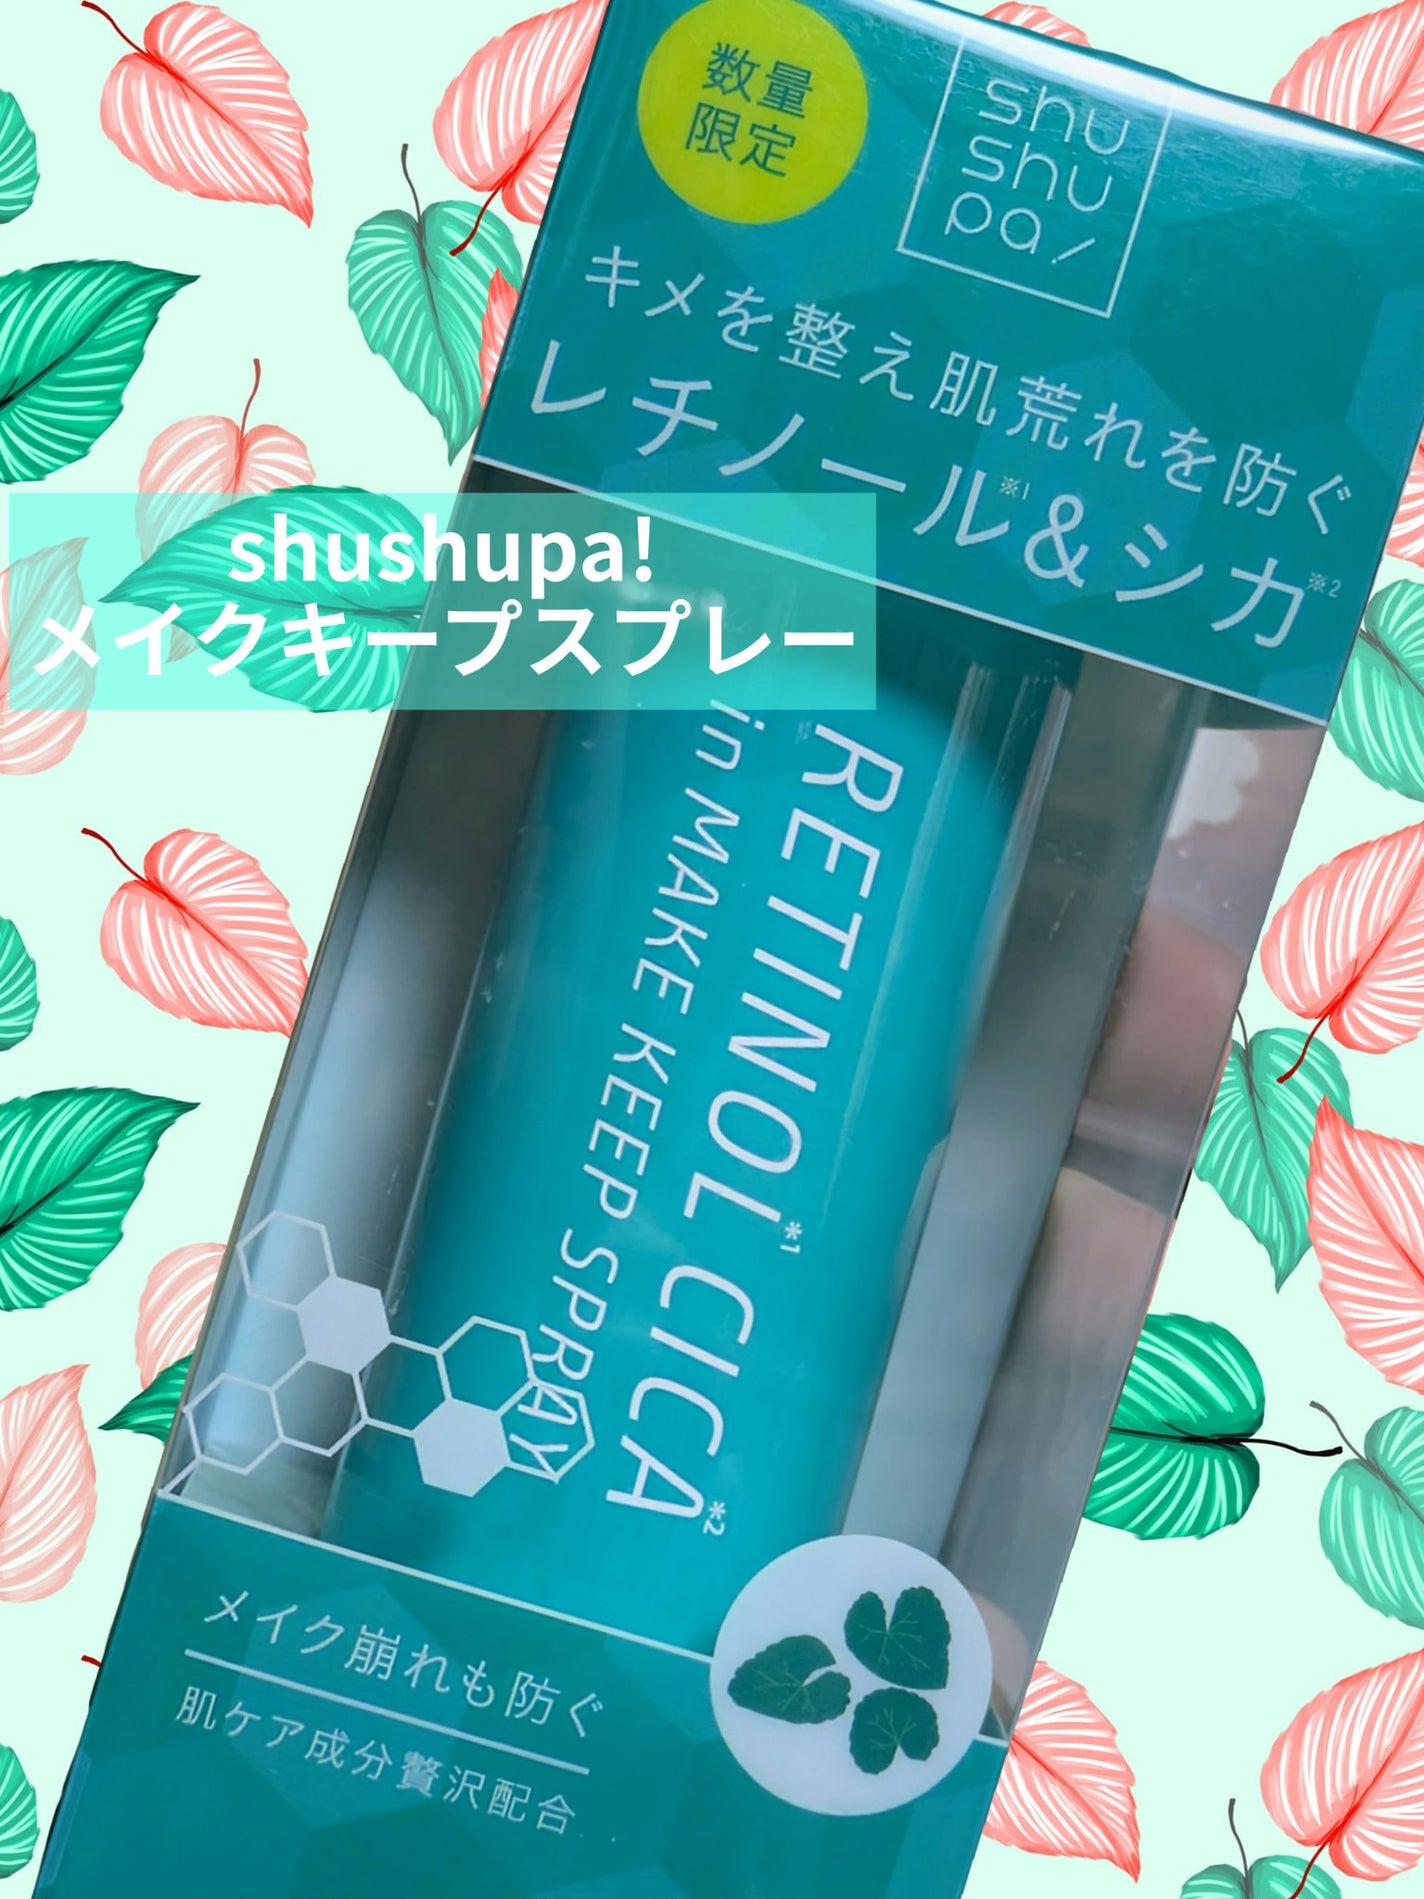 数量
限定
shu
shu
pa!
キメを整え肌荒れを防ぐ
レチノール※1&シカ※2
shushupa!
メイクキープスプレー
RETINOL*1 CICA*2
in MAKE KEEP SPRAY
メイク崩れも防ぐ
肌ケア成分贅沢配合